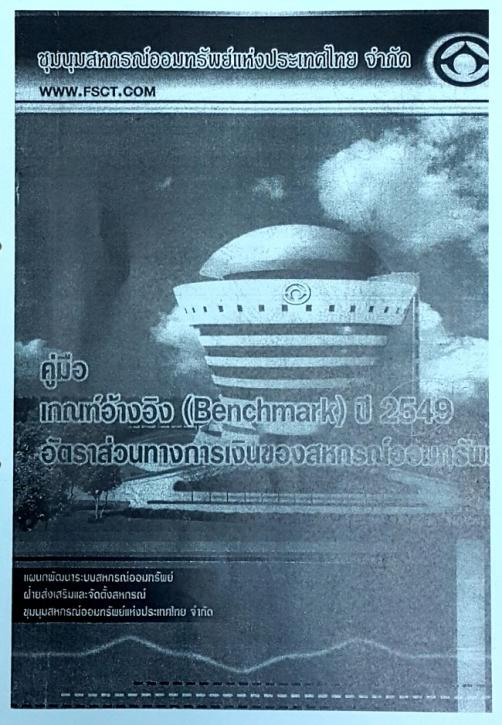 ชุมนุมสหกรณ์ออมทรัพย์แห่งประเทศไทย จำกัด
WWW.FSCT.COM
คู่มือ
เกณฑ์อ้างอิง (Benchmark) ปี 2549
อัตราส่วนทางการเงินของสหกรณ์ออมทรัพ
แผนกพัฒนาระบบสหกรณ์ออมทรัพย์
ฝ่ายส่งเสริมและจัดตั้งสหกรณ์
ชุมนุมสหกรณ์ออมทรัพย์แห่งประเทศไทย จำกัด